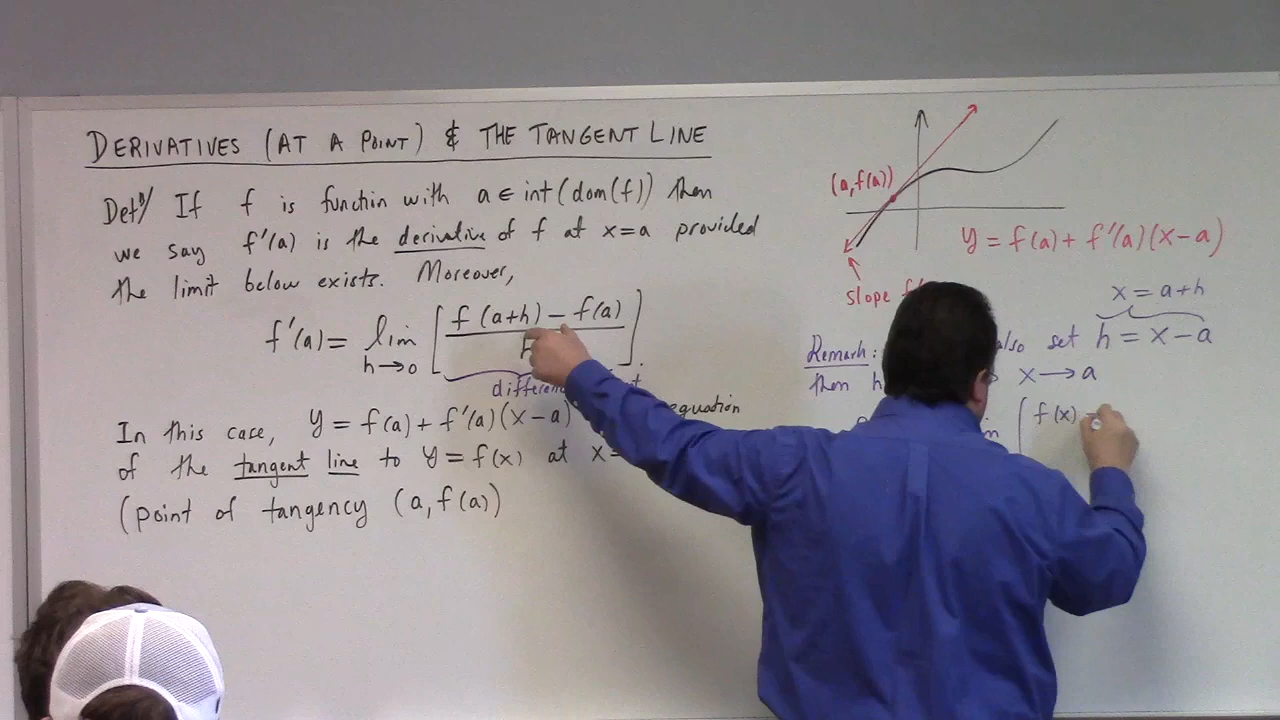 DERIVATIVES (AT A POINT) & THE TANGENT LINE
Defⁿ/ If f is function with a ∈ int(dom(f)) then
we say f'(a) is the derivative of f at x=a provided
the limit below exists. Moreover,
f'(a) = lim h→0 [ f(a+h) − f(a) / h ].
In this case, y = f(a) + f'(a)(x−a) equation
of the tangent line to y = f(x) at x=
(point of tangency (a, f(a))
(a, f(a))
y = f(a) + f'(a)(x−a)
slope
x = a+h
Remark: also set h = x−a
then h x → a
[ f(x) −